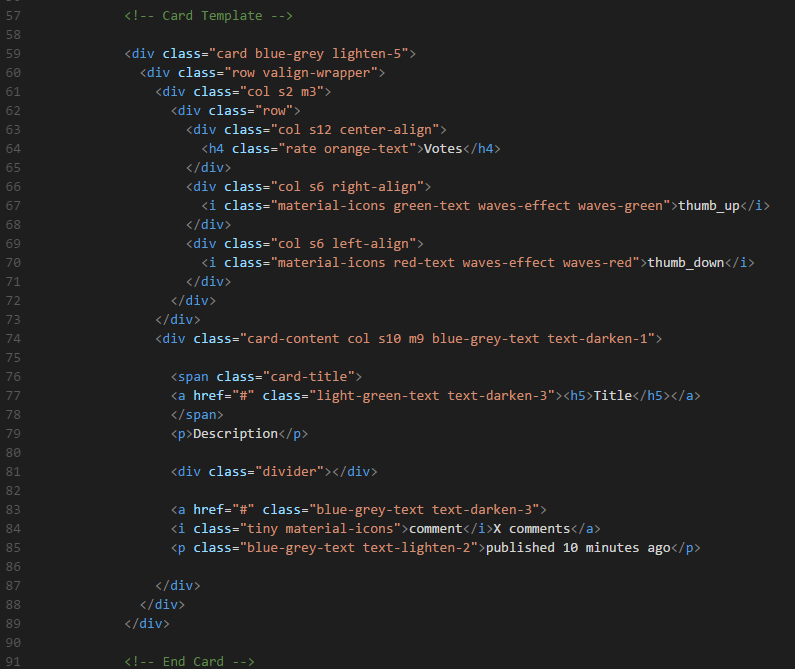 57 <!-- Card Template -->
58
59 <div class="card blue-grey lighten-5">
60 <div class="row valign-wrapper">
61 <div class="col s2 m3">
62 <div class="row">
63 <div class="col s12 center-align">
64 <h4 class="rate orange-text">Votes</h4>
65 </div>
66 <div class="col s6 right-align">
67 <i class="material-icons green-text waves-effect waves-green">thumb_up</i>
68 </div>
69 <div class="col s6 left-align">
70 <i class="material-icons red-text waves-effect waves-red">thumb_down</i>
71 </div>
72 </div>
73 </div>
74 <div class="card-content col s10 m9 blue-grey-text text-darken-1">
75
76 <span class="card-title">
77 <a href="#" class="light-green-text text-darken-3"><h5>Title</h5></a>
78 </span>
79 <p>Description</p>
80
81 <div class="divider"></div>
82
83 <a href="#" class="blue-grey-text text-darken-3">
84 <i class="tiny material-icons">comment</i>X comments</a>
85 <p class="blue-grey-text text-lighten-2">published 10 minutes ago</p>
86
87 </div>
88 </div>
89 </div>
90
91 <!-- End Card -->